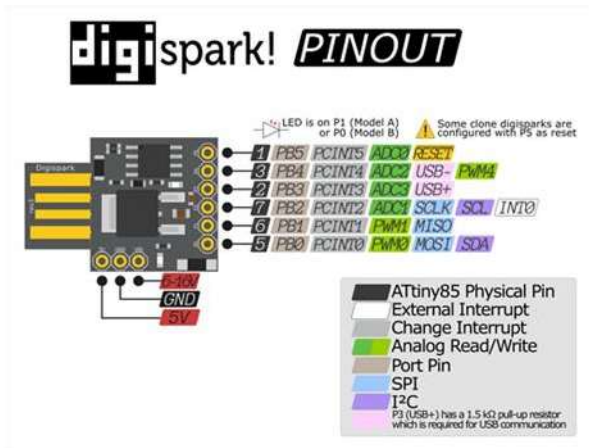 digispark! PINOUT
LED is on P1 (Model A)
or P0 (Model B)
Some clone digisparks are
configured with P5 as reset
Digispark
1 PB5 PCINT5 ADC0 RESET
3 PB4 PCINT4 ADC2 USB- PWM4
2 PB3 PCINT3 ADC3 USB+
7 PB2 PCINT2 ADC1 SCLK SCL INT0
6 PB1 PCINT1 PWM1 MISO
5 PB0 PCINT0 PWM0 MOSI SDA
GND
5V
ATtiny85 Physical Pin
External Interrupt
Change Interrupt
Analog Read/Write
Port Pin
SPI
I²C
P3 (USB+) has a 1.5 kΩ pull-up resistor
which is required for USB communication